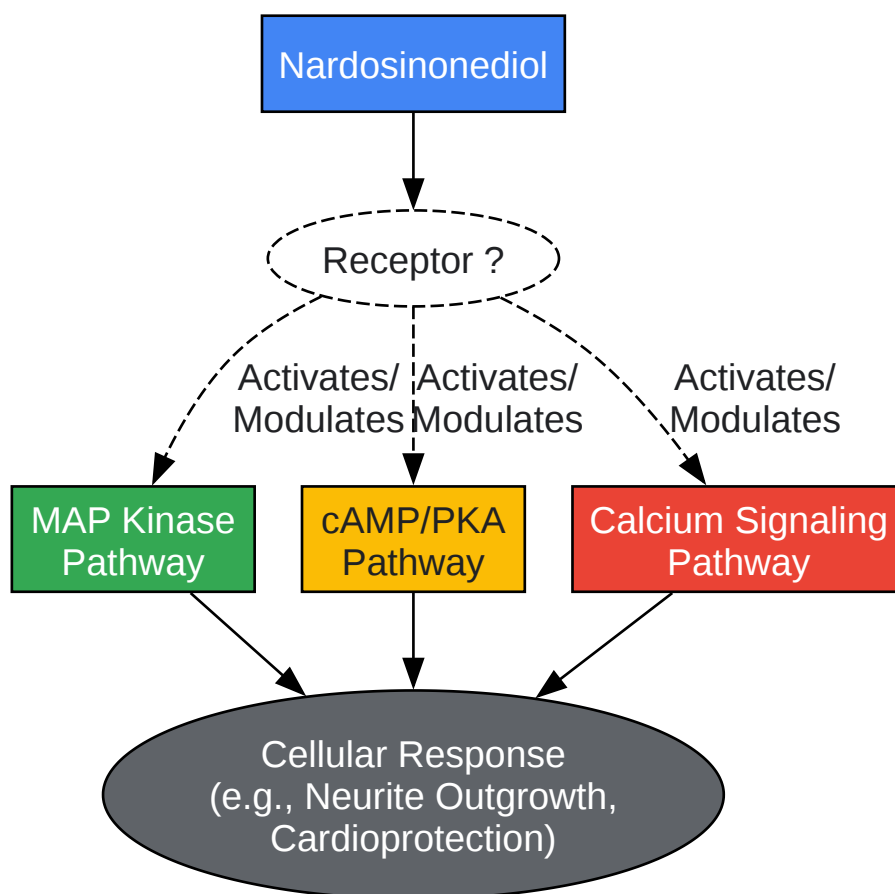 Nardosinonediol
Receptor ?
Activates/
Modulates
Activates/
Modulates
Activates/
Modulates
MAP Kinase
Pathway
cAMP/PKA
Pathway
Calcium Signaling
Pathway
Cellular Response
(e.g., Neurite Outgrowth,
Cardioprotection)